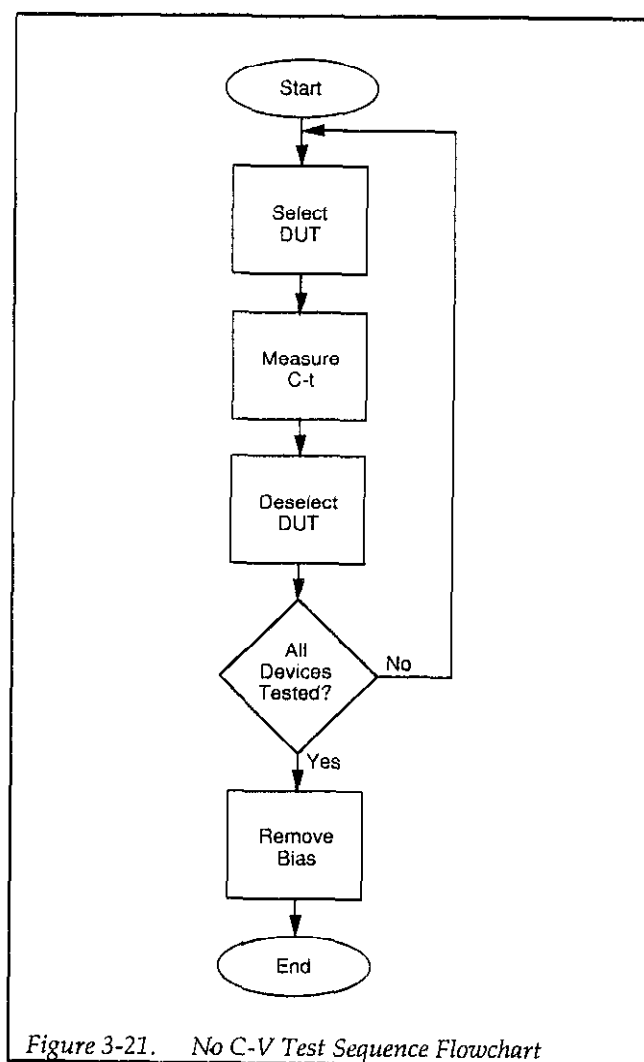 Start
Select
DUT
Measure
C-t
Deselect
DUT
All
Devices
Tested?
No
Yes
Remove
Bias
End
Figure 3-21. No C-V Test Sequence Flowchart